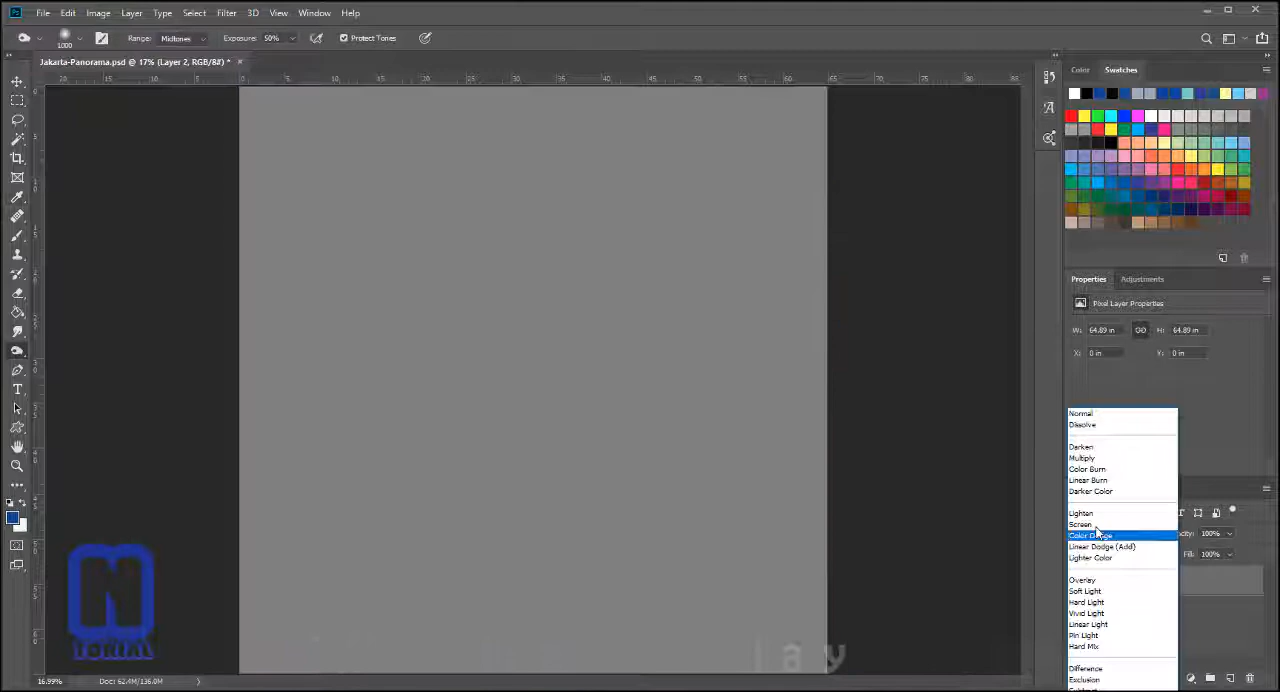 File Edit Image Layer Type Select Filter 3D View Window Help
1000 Range: Midtones Exposure: 50% Protect Tones
Jakarta-Panorama.psd @ 17% (Layer 2, RGB/8#) * ×
Color Swatches
Properties Adjustments
Pixel Layer Properties
W: 64.89 in H: 64.89 in
X: 0 in Y: 0 in
Normal
Dissolve
Darken
Multiply
Color Burn
Linear Burn
Darker Color
Lighten
Screen
Color Dodge
Linear Dodge (Add)
Lighter Color
Overlay
Soft Light
Hard Light
Vivid Light
Linear Light
Pin Light
Hard Mix
Difference
Exclusion
100%
Fill: 100%
N
TORIAL
lay
16.99% Doc: 62.4M/136.0M